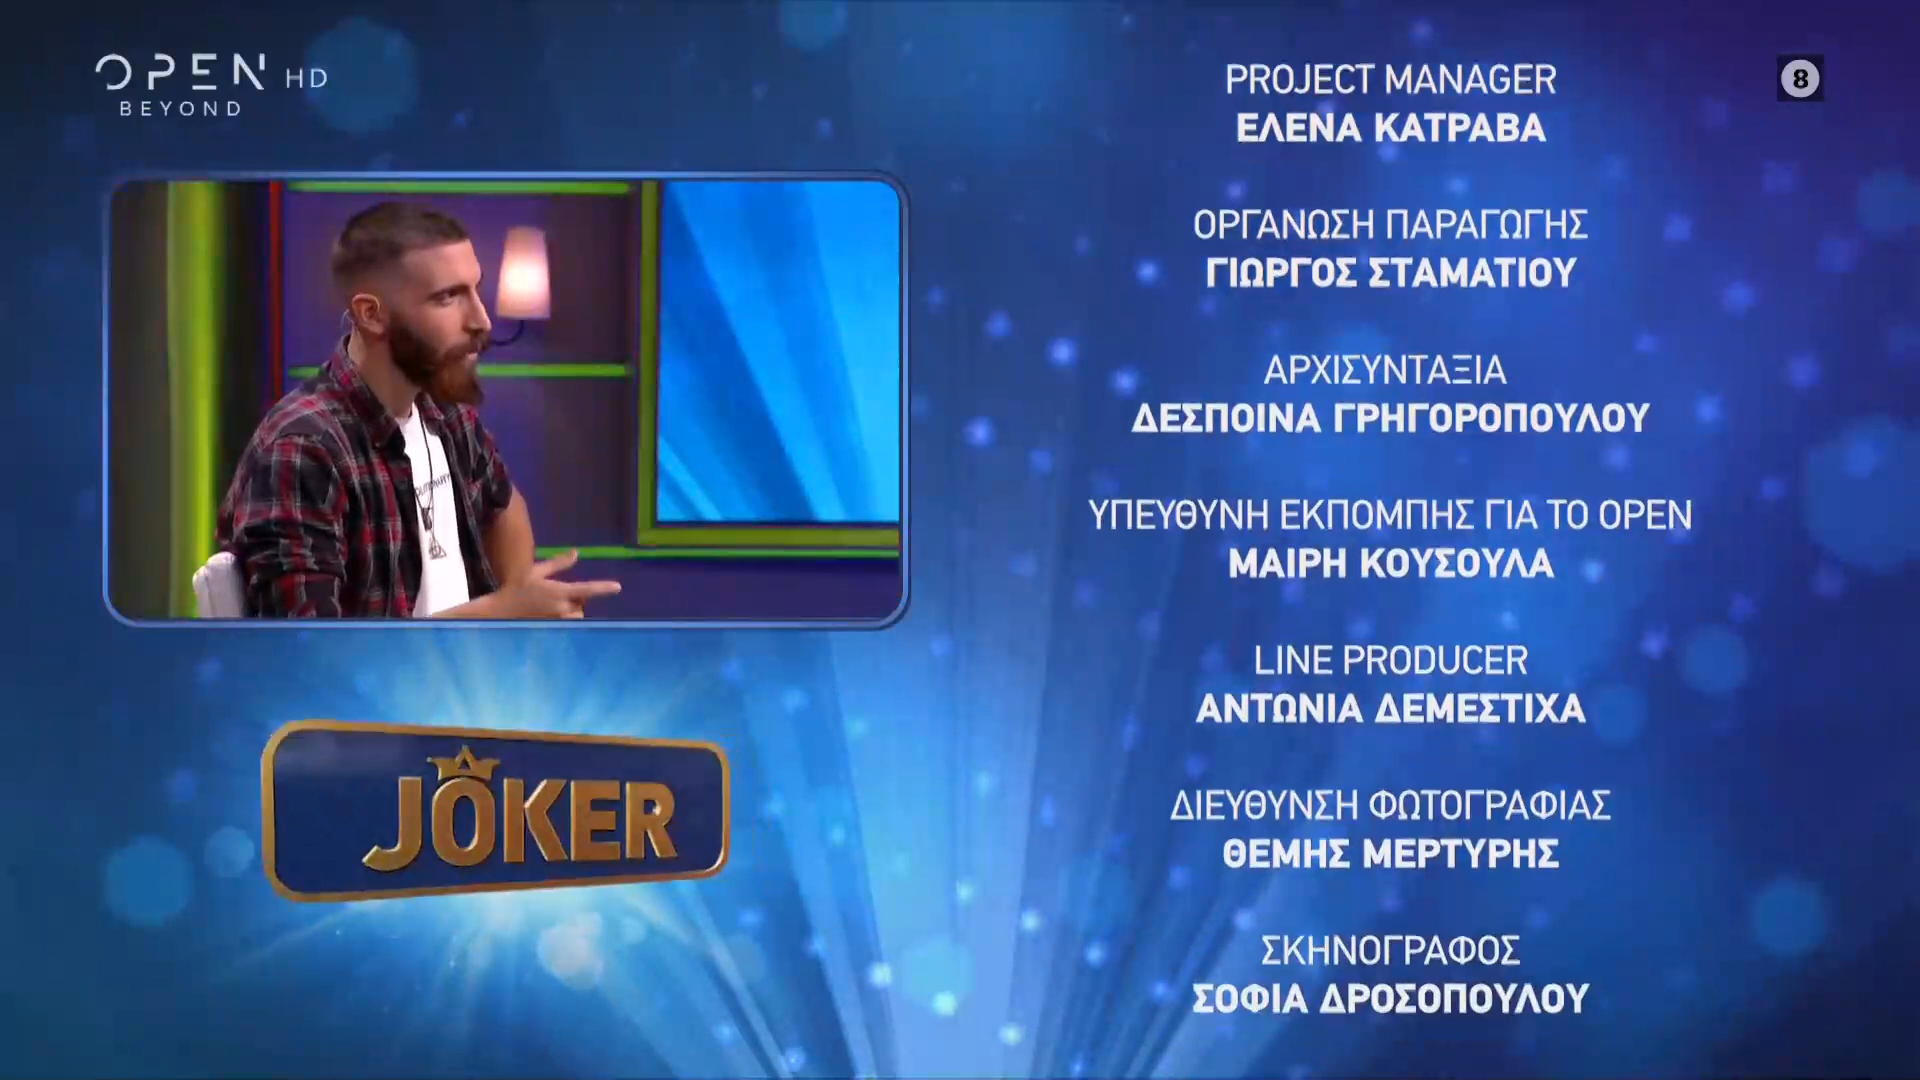 OPEN HD
BEYOND
8
PROJECT MANAGER
ΕΛΕΝΑ ΚΑΤΡΑΒΑ
ΟΡΓΑΝΩΣΗ ΠΑΡΑΓΩΓΗΣ
ΓΙΩΡΓΟΣ ΣΤΑΜΑΤΙΟΥ
ΑΡΧΙΣΥΝΤΑΞΙΑ
ΔΕΣΠΟΙΝΑ ΓΡΗΓΟΡΟΠΟΥΛΟΥ
ΥΠΕΥΘΥΝΗ ΕΚΠΟΜΠΗΣ ΓΙΑ ΤΟ OPEN
ΜΑΙΡΗ ΚΟΥΣΟΥΛΑ
LINE PRODUCER
ΑΝΤΩΝΙΑ ΔΕΜΕΣΤΙΧΑ
ΔΙΕΥΘΥΝΣΗ ΦΩΤΟΓΡΑΦΙΑΣ
ΘΕΜΗΣ ΜΕΡΤΥΡΗΣ
ΣΚΗΝΟΓΡΑΦΟΣ
ΣΟΦΙΑ ΔΡΟΣΟΠΟΥΛΟΥ
JOKER